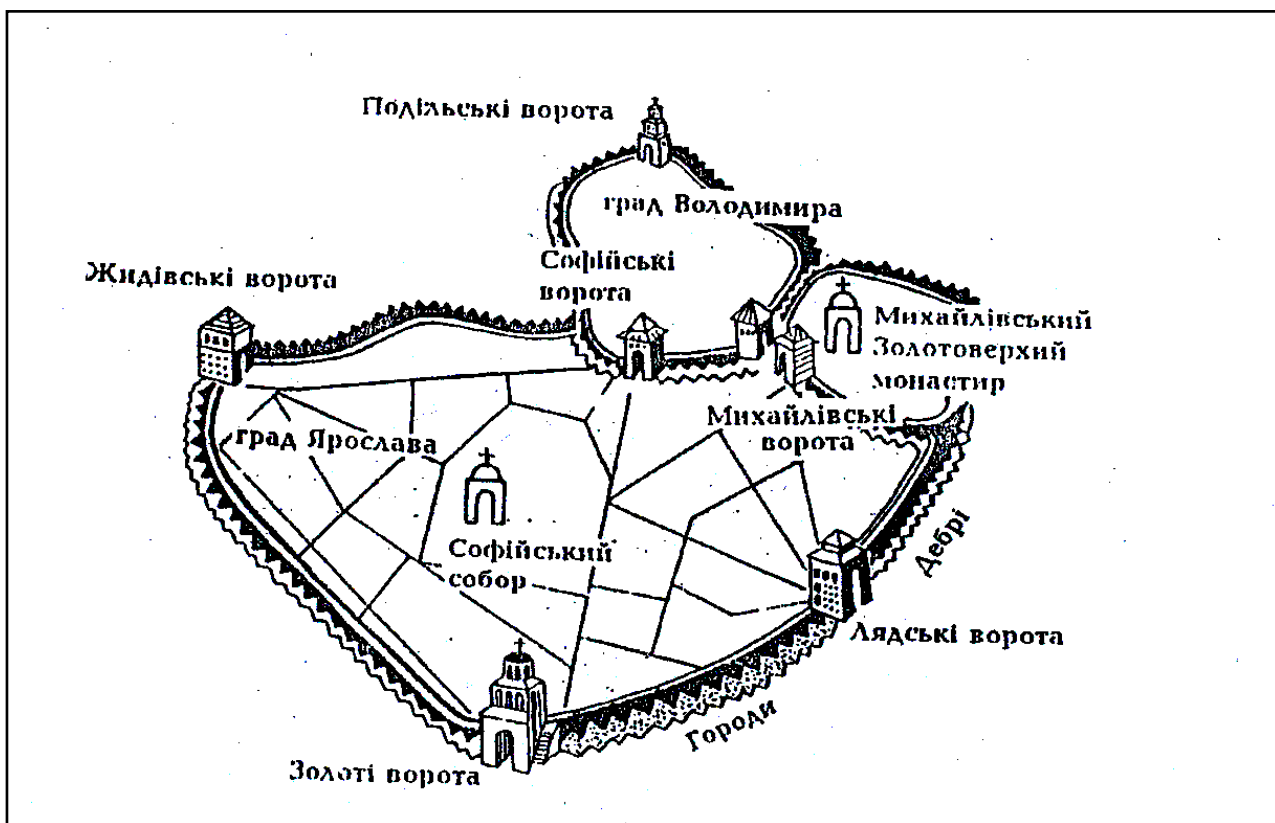 Подільські ворота
град Володимира
Софійські
ворота
Жидівські ворота
Михайлівський
Золотоверхий
монастир
Михайлівські
ворота
град Ярослава
Софійський
собор
Дебрі
Лядські ворота
Городи
Золоті ворота